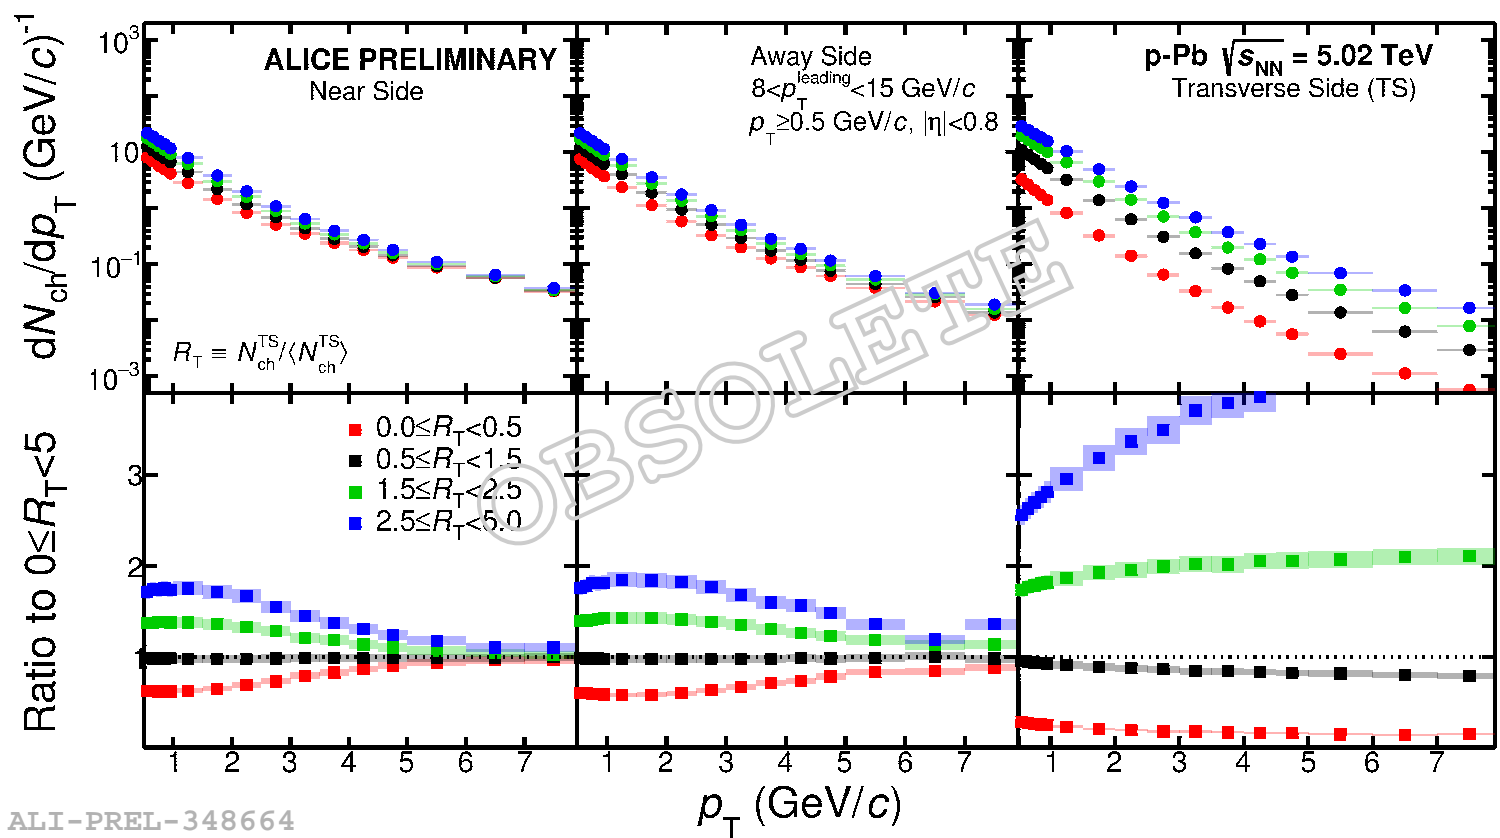 dN_ch/dp_T (GeV/c)^-1
10^3
10
10^-1
10^-3
ALICE PRELIMINARY
Near Side
R_T ≡ N_ch^TS/⟨N_ch^TS⟩
Away Side
8<p_T^leading<15 GeV/c
p_T≥0.5 GeV/c, |η|<0.8
p-Pb √s_NN = 5.02 TeV
Transverse Side (TS)
OBSOLETE
Ratio to 0≤R_T<5
3
2
1
0.0≤R_T<0.5
0.5≤R_T<1.5
1.5≤R_T<2.5
2.5≤R_T<5.0
1 2 3 4 5 6 7 1 2 3 4 5 6 7 1 2 3 4 5 6 7
p_T (GeV/c)
ALI-PREL-348664